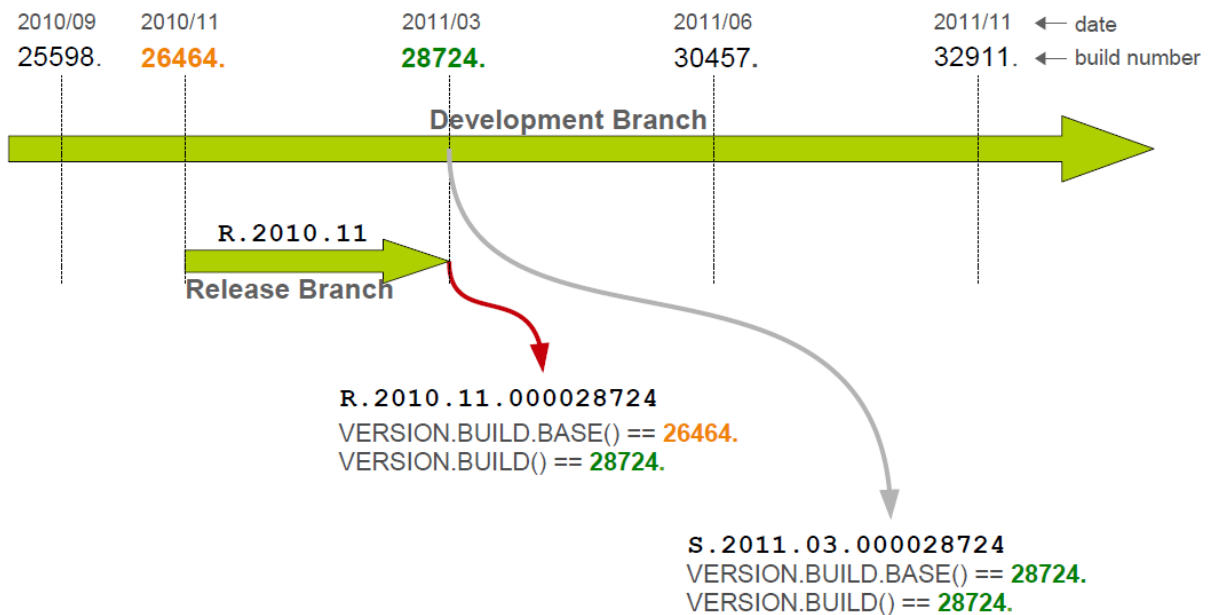 2010/09 2010/11 2011/03 2011/06 2011/11 ← date
25598. 26464. 28724. 30457. 32911. ← build number
Development Branch
R.2010.11
Release Branch
R.2010.11.000028724
VERSION.BUILD.BASE() == 26464.
VERSION.BUILD() == 28724.
S.2011.03.000028724
VERSION.BUILD.BASE() == 28724.
VERSION.BUILD() == 28724.